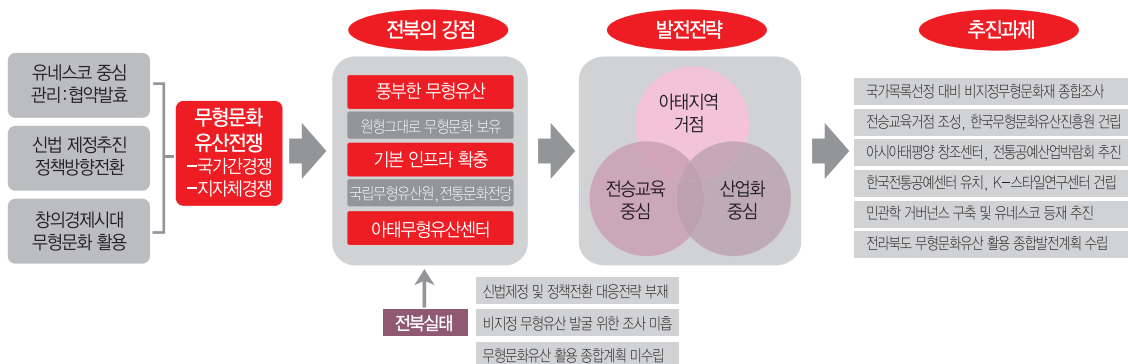 유네스코 중심
관리:협약발효
신법 제정추진
정책방향전환
창의경제시대
무형문화 활용
무형문화
유산전쟁
–국가간경쟁
–지자체경쟁
전북의 강점
풍부한 무형유산
원형그대로 무형문화 보유
기본 인프라 확충
국립무형유산원, 전통문화전당
아태무형유산센터
전북실태
신법제정 및 정책전환 대응전략 부재
비지정 무형유산 발굴 위한 조사 미흡
무형문화유산 활용 종합계획 미수립
발전전략
아태지역
거점
전승교육
중심
산업화
중심
추진과제
국가목록선정 대비 비지정무형문화재 종합조사
전승교육거점 조성, 한국무형문화유산진흥원 건립
아시아태평양 창조센터, 전통공예산업박람회 추진
한국전통공예센터 유치, K–스타일연구센터 건립
민관학 거버넌스 구축 및 유네스코 등재 추진
전라북도 무형문화유산 활용 종합발전계획 수립